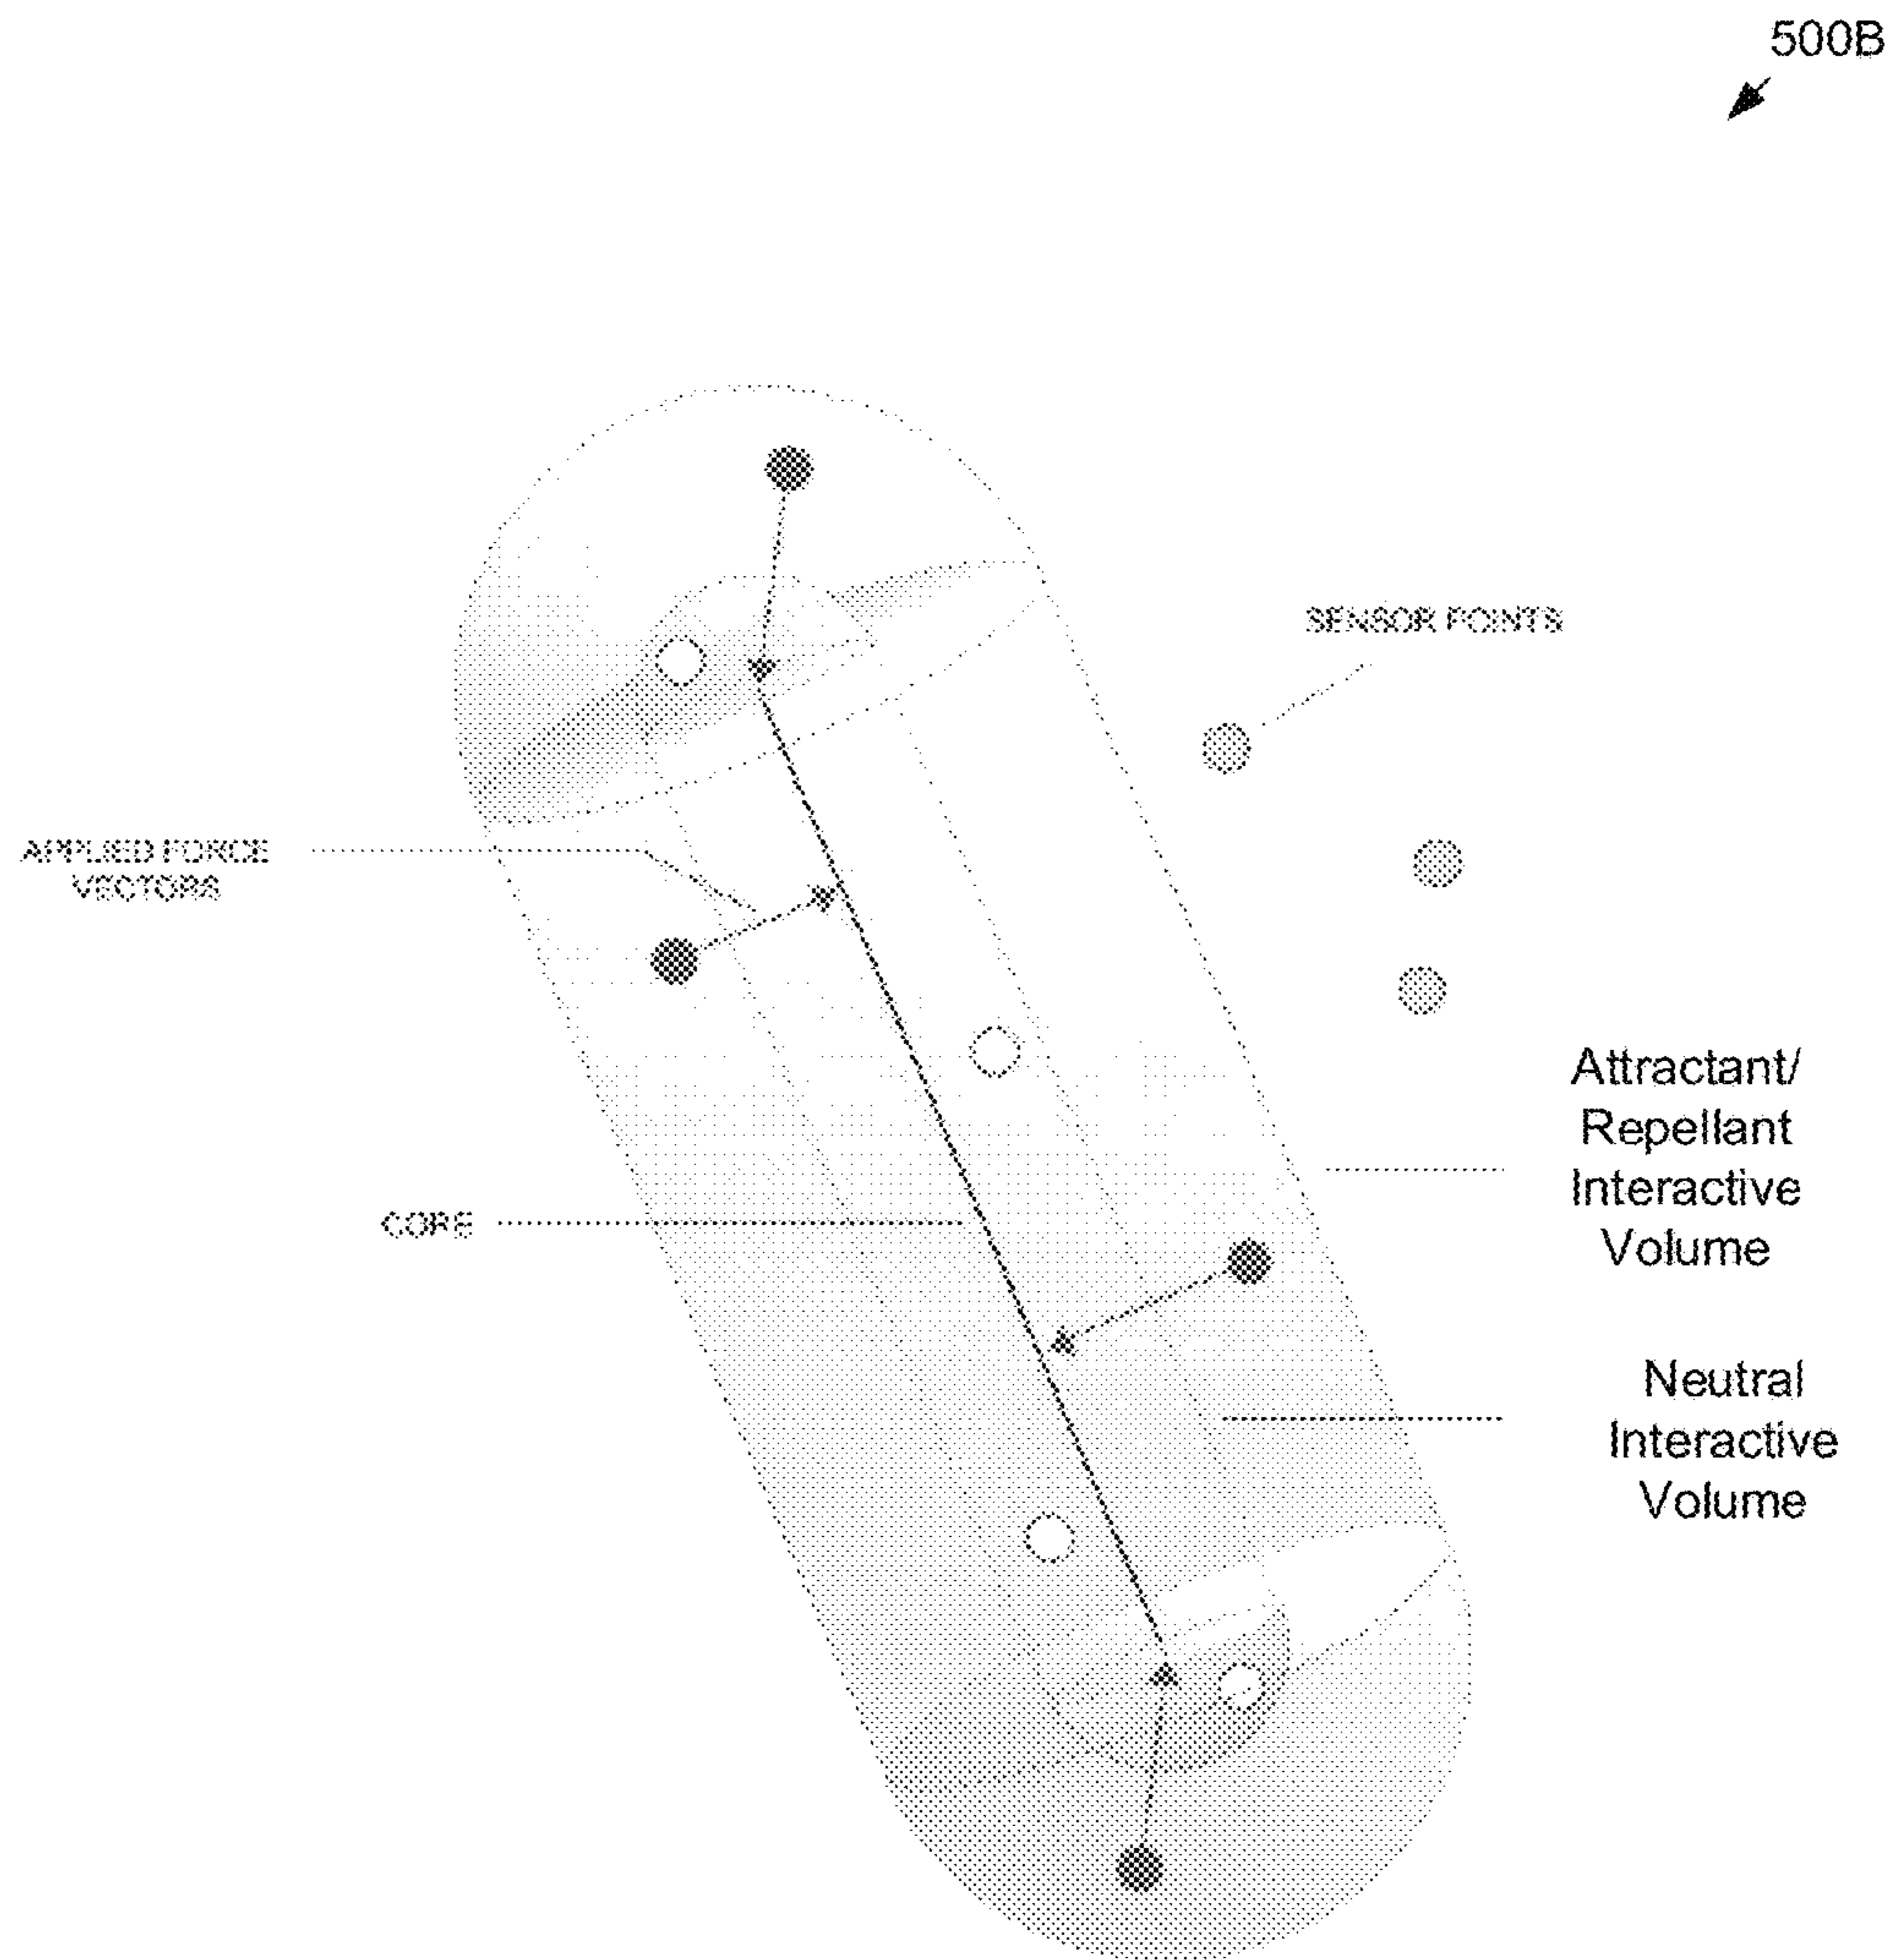 500B
SENSOR POINTS
APPLIED FORCE
VECTORS
Attractant/
Repellant
Interactive
Volume
CORE
Neutral
Interactive
Volume